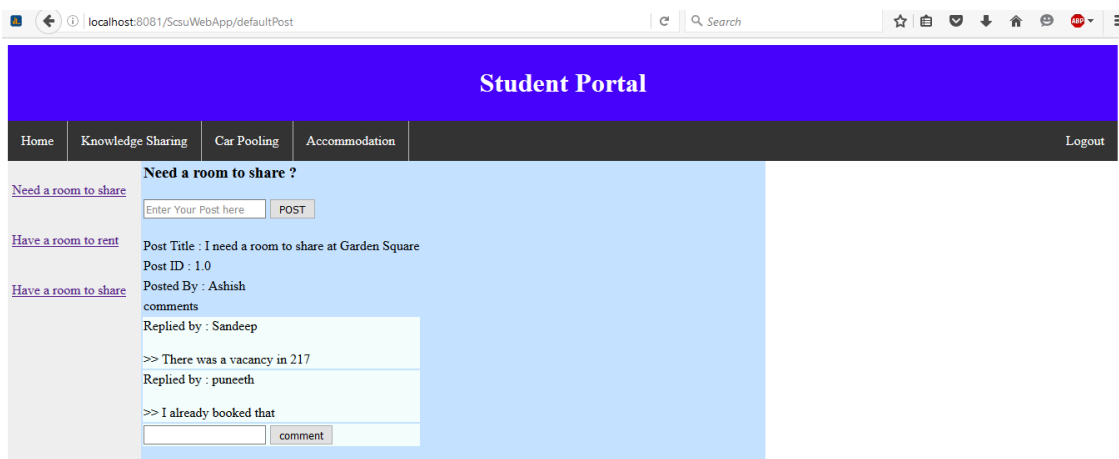 localhost:8081/ScsuWebApp/defaultPost
Search
ABP
Student Portal
Home Knowledge Sharing Car Pooling Accommodation Logout
Need a room to share
Have a room to rent
Have a room to share
Need a room to share ?
Enter Your Post here POST
Post Title : I need a room to share at Garden Square
Post ID : 1.0
Posted By : Ashish
comments
Replied by : Sandeep
>> There was a vacancy in 217
Replied by : puneeth
>> I already booked that
comment